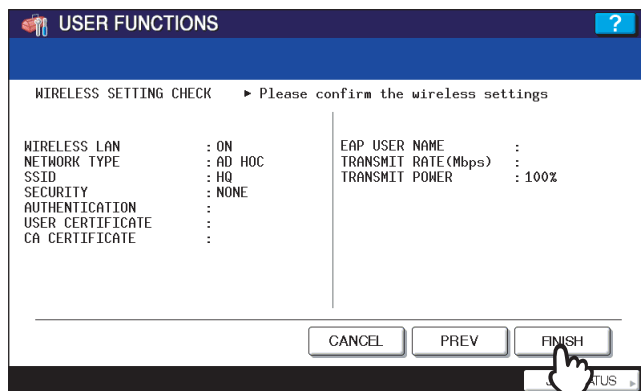 USER FUNCTIONS
?
WIRELESS SETTING CHECK ► Please confirm the wireless settings
WIRELESS LAN : ON
NETWORK TYPE : AD HOC
SSID : HQ
SECURITY : NONE
AUTHENTICATION :
USER CERTIFICATE :
CA CERTIFICATE :
EAP USER NAME :
TRANSMIT RATE(Mbps) :
TRANSMIT POWER : 100%
CANCEL PREV FINISH